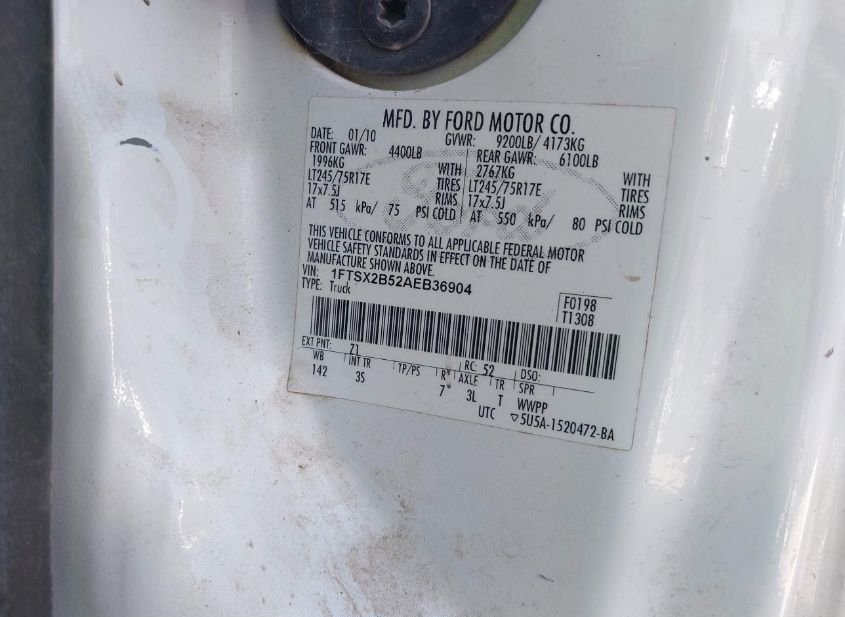 MFD. BY FORD MOTOR CO.
DATE: 01/10 GVWR: 9200LB/ 4173KG
FRONT GAWR: 4400LB REAR GAWR: 6100LB
1996KG WITH 2767KG WITH
LT245/75R17E TIRES LT245/75R17E TIRES
17x7.5J RIMS 17x7.5J RIMS
AT 515 kPa/ 75 PSI COLD AT 550 kPa/ 80 PSI COLD
THIS VEHICLE CONFORMS TO ALL APPLICABLE FEDERAL MOTOR
VEHICLE SAFETY STANDARDS IN EFFECT ON THE DATE OF
MANUFACTURE SHOWN ABOVE.
VIN: 1FTSX2B52AEB36904
TYPE: Truck
F0198
T1308
EXT PNT: Z1 RC: 52 DSO:
WB INT TR TP/PS R AXLE TR SPR
142 3S 7 3L T WWPP
UTC ▽5U5A-1520472-BA